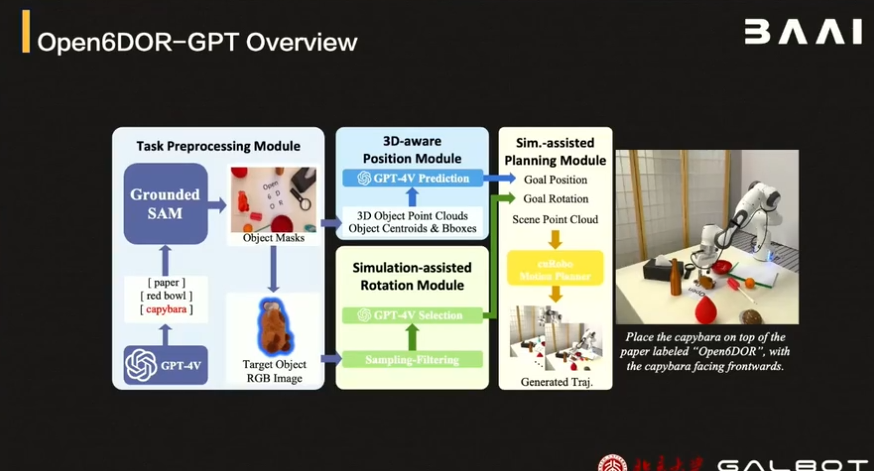 Open6DOR-GPT Overview
BAAI
Task Preprocessing Module
Grounded
SAM
Object Masks
[ paper ]
[ red bowl ]
[ capybara ]
GPT-4V
Target Object
RGB Image
3D-aware
Position Module
GPT-4V Prediction
3D Object Point Clouds
Object Centroids & Bboxes
Simulation-assisted
Rotation Module
GPT-4V Selection
Sampling-Filtering
Sim.-assisted
Planning Module
Goal Position
Goal Rotation
Scene Point Cloud
cuRobo
Motion Planner
Generated Traj.
Place the capybara on top of the
paper labeled “Open6DOR”, with
the capybara facing frontwards.
GALBOT